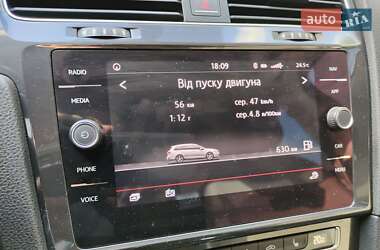 auto RIA
RADIO
MEDIA
PHONE
VOICE
18:09
24.5°C
Від пуску двигуна
56 км
сер. 47 km/h
1:12 г
сер. 4.8 л/100км
630 км
NAV
APP
CAR
MENU